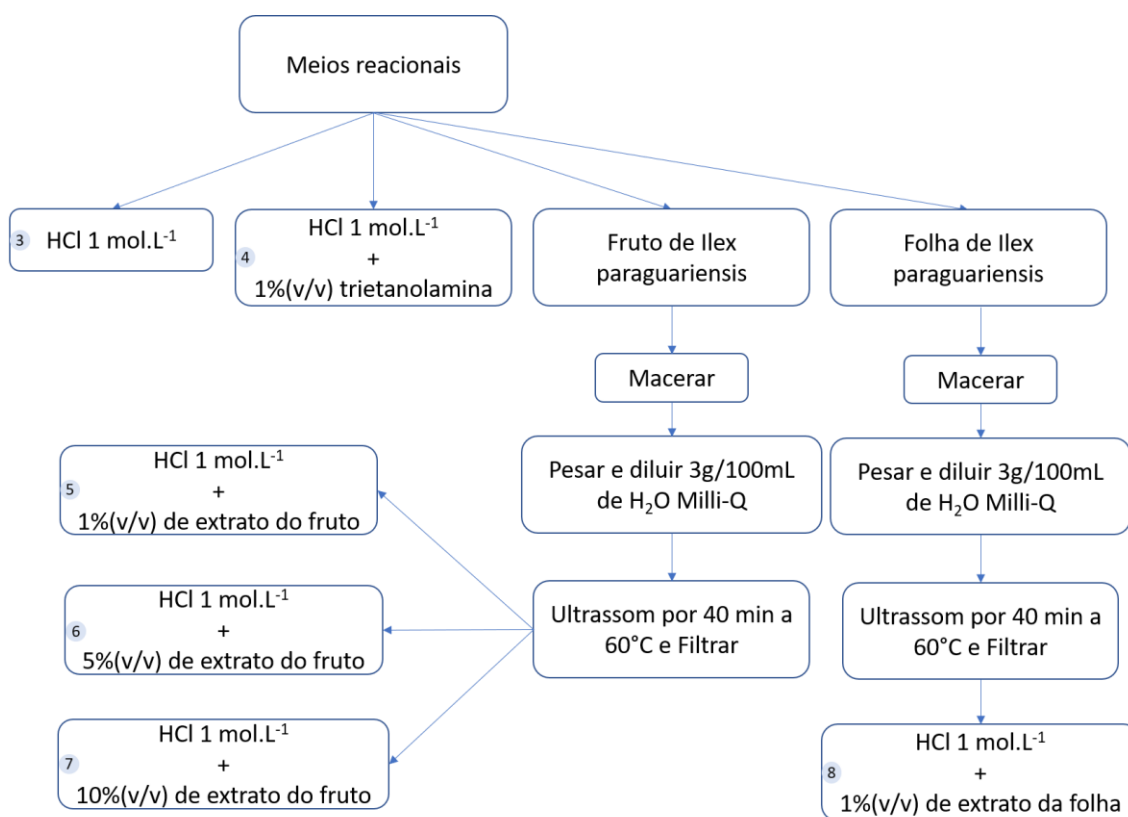 Meios reacionais
3
HCl 1 mol.L⁻¹
4
HCl 1 mol.L⁻¹
+
1%(v/v) trietanolamina
Fruto de Ilex
paraguariensis
Folha de Ilex
paraguariensis
Macerar
Macerar
Pesar e diluir 3g/100mL
de H₂O Milli-Q
Pesar e diluir 3g/100mL
de H₂O Milli-Q
5
HCl 1 mol.L⁻¹
+
1%(v/v) de extrato do fruto
6
HCl 1 mol.L⁻¹
+
5%(v/v) de extrato do fruto
Ultrassom por 40 min a
60°C e Filtrar
Ultrassom por 40 min a
60°C e Filtrar
7
HCl 1 mol.L⁻¹
+
10%(v/v) de extrato do fruto
8
HCl 1 mol.L⁻¹
+
1%(v/v) de extrato da folha